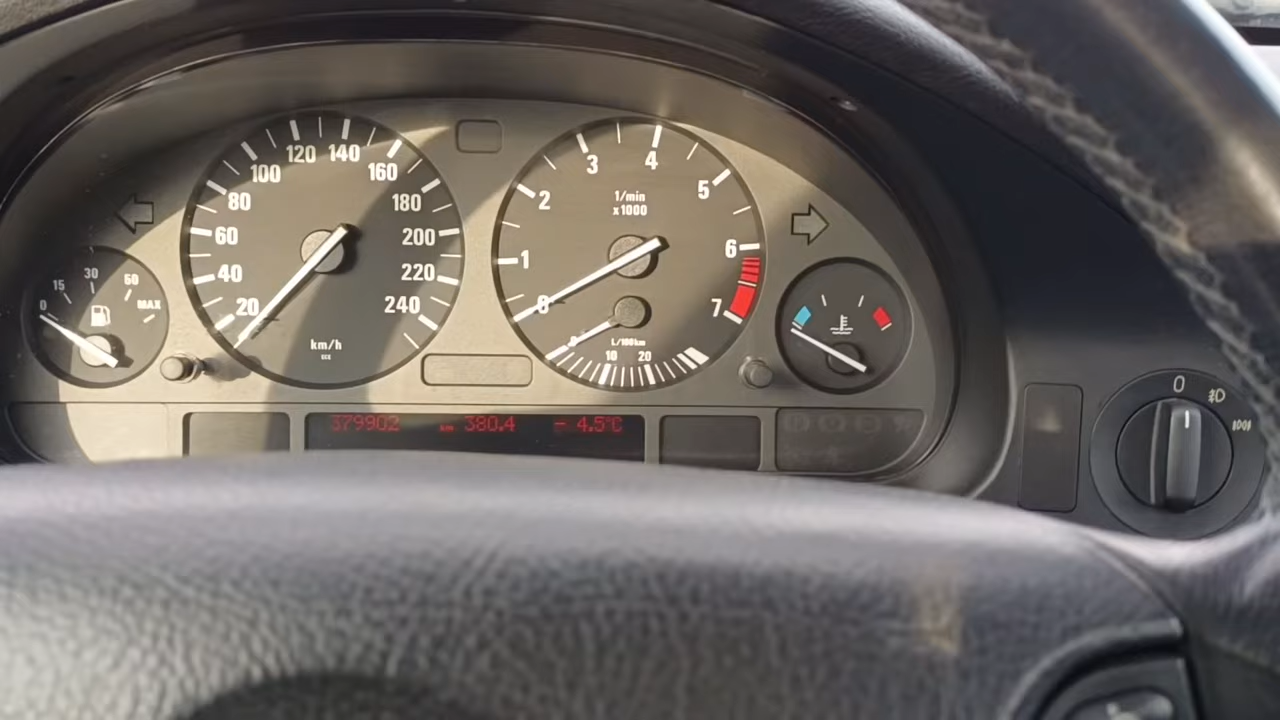 0 15 30 50 MAX
20 40 60 80 100 120 140 160 180 200 220 240
km/h
0 1 2 3 4 5 6 7
1/min
x1000
L/100km
10 20
379902 km 380.4 - 4.5°C
0